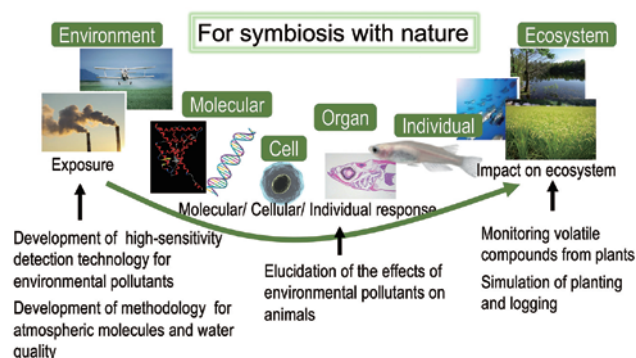 For symbiosis with nature
Environment
Ecosystem
Molecular
Cell
Organ
Individual
Exposure
Molecular/ Cellular/ Individual response
Impact on ecosystem
Development of high-sensitivity
detection technology for
environmental pollutants
Development of methodology for
atmospheric molecules and water
quality
Elucidation of the effects of
environmental pollutants on
animals
Monitoring volatile
compounds from plants
Simulation of planting
and logging